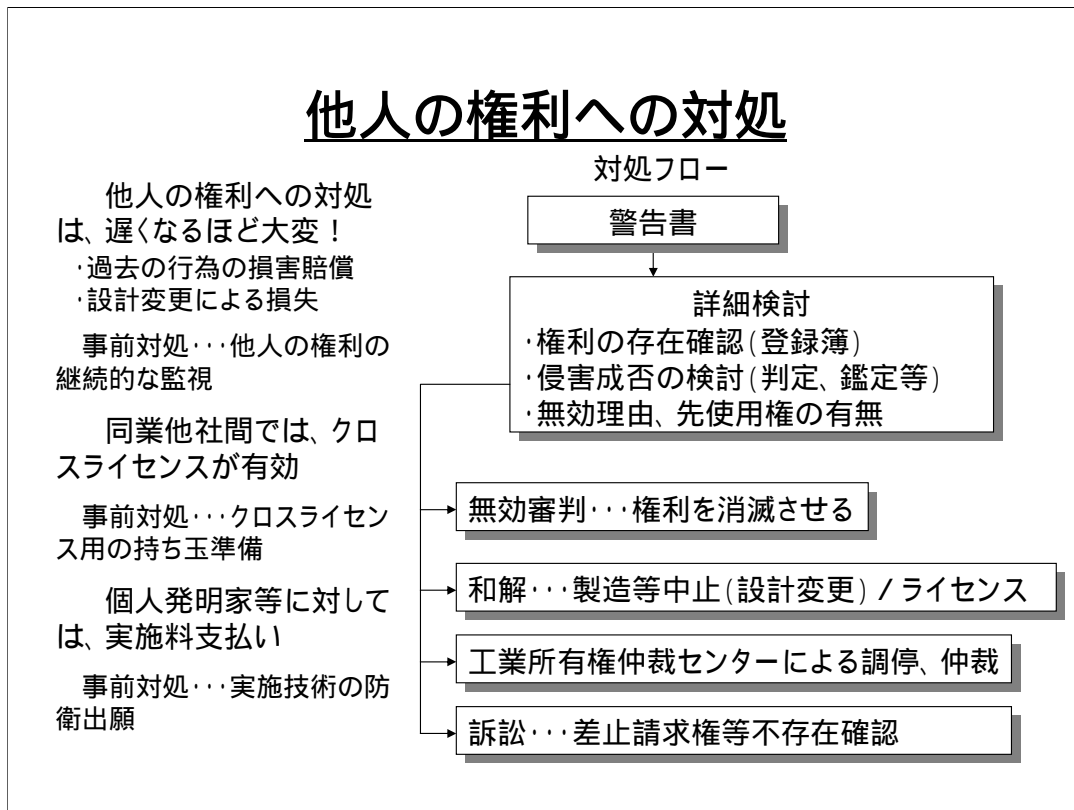 他人の権利への対処
他人の権利への対処
は、遅くなるほど大変！
・過去の行為の損害賠償
・設計変更による損失
事前対処・・・他人の権利の
継続的な監視
同業他社間では、クロ
スライセンスが有効
事前対処・・・クロスライセン
ス用の持ち玉準備
個人発明家等に対して
は、実施料支払い
事前対処・・・実施技術の防
衛出願
対処フロー
警告書
詳細検討
・権利の存在確認(登録簿)
・侵害成否の検討(判定、鑑定等)
・無効理由、先使用権の有無
無効審判・・・権利を消滅させる
和解・・・製造等中止(設計変更)/ライセンス
工業所有権仲裁センターによる調停、仲裁
訴訟・・・差止請求権等不存在確認